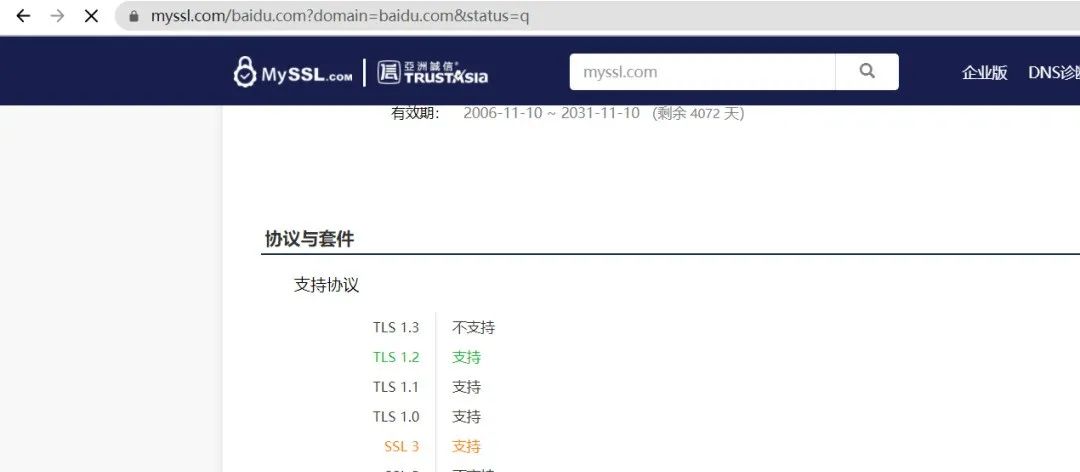 myssl.com/baidu.com?domain=baidu.com&status=q
MySSL.COM | 亞洲誠信 TRUSTASIA myssl.com 企业版 DNS诊断
有效期: 2006-11-10 ~ 2031-11-10 (剩余 4072 天)
协议与套件
支持协议
TLS 1.3 不支持
TLS 1.2 支持
TLS 1.1 支持
TLS 1.0 支持
SSL 3 支持